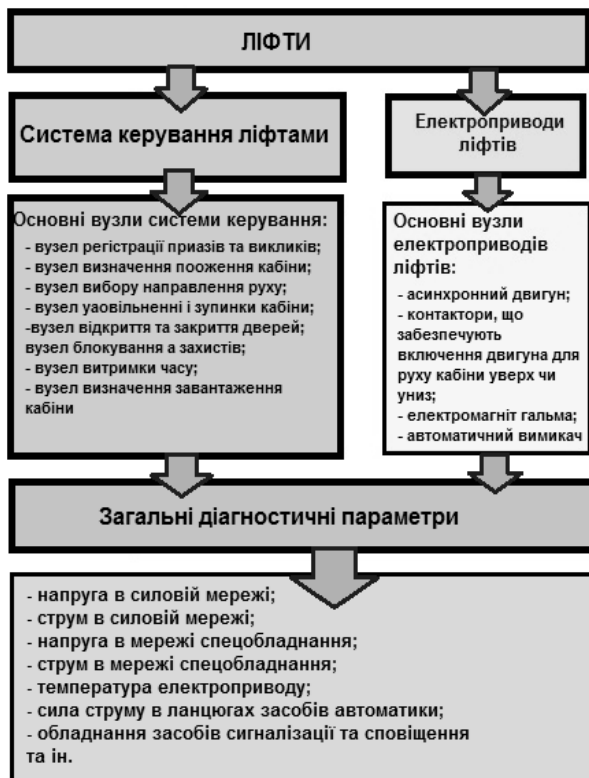 ЛІФТИ
Система керування ліфтами
Електроприводи
ліфтів
Основні вузли системи керування:
- вузел регістрації приазів та викликів;
- вузел визначення пооження кабіни;
- вузел вибору направлення руху;
- вузел уаовільненні і зупинки кабіни;
-вузел відкриття та закриття дверей;
вузел блокування а захистів;
- вузел витримки часу;
- вузел визначення завантаження
кабіни
Основні вузли
електроприводів
ліфтів:
- асинхронний двигун;
- контактори, що
забезпечують
включення двигуна для
руху кабіни уверх чи
униз;
- електромагніт гальма;
- автоматичний вимикач
Загальні діагностичні параметри
- напруга в силовій мережі;
- струм в силовій мережі;
- напруга в мережі спецобладнання;
- струм в мережі спецобладнання;
- температура електроприводу;
- сила струму в ланцюгах засобів автоматики;
- обладнання засобів сигналізації та сповіщення
та ін.